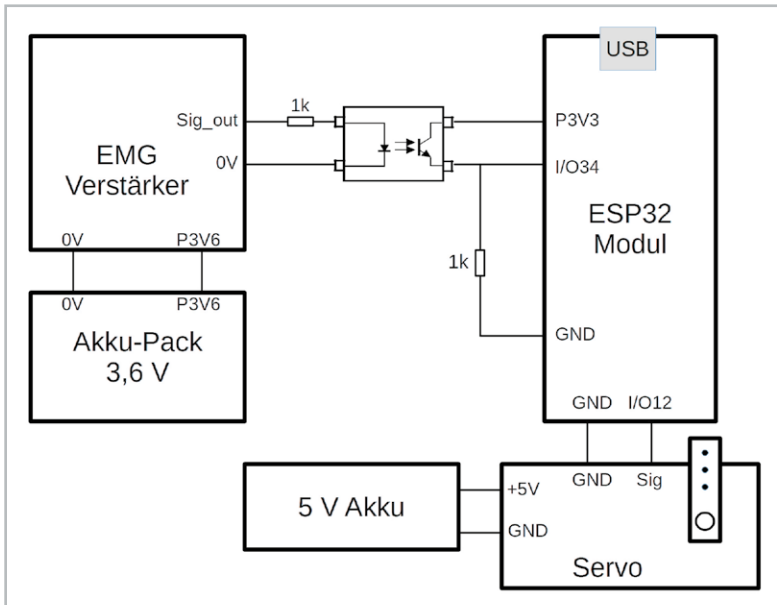 USB
1k
Sig_out
P3V3
EMG
Verstärker
0V
I/O34
ESP32
Modul
0V P3V6
1k
0V P3V6
Akku-Pack
3,6 V
GND
GND I/O12
5 V Akku
+5V
GND Sig
GND
Servo